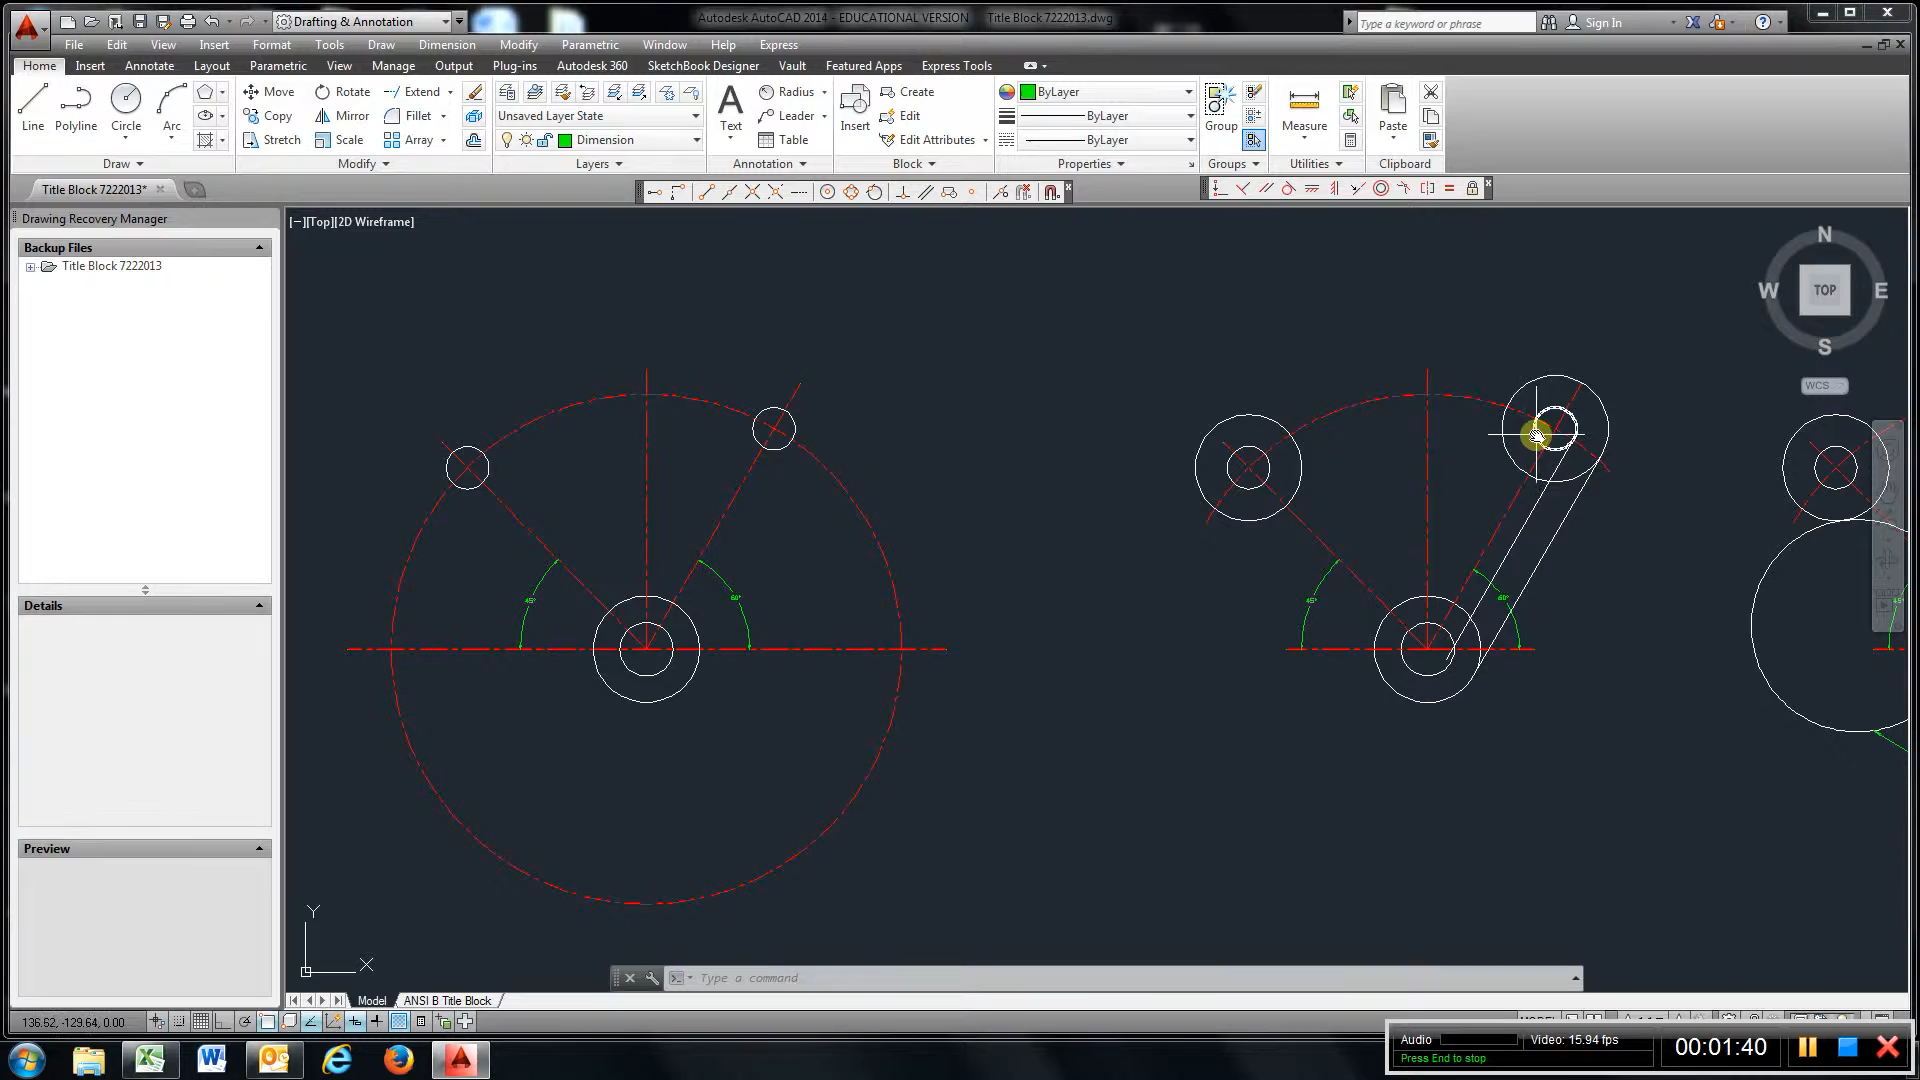 Drafting & Annotation
Autodesk AutoCAD 2014 - EDUCATIONAL VERSION Title Block 7222013.dwg
Type a keyword or phrase
Sign In
File Edit View Insert Format Tools Draw Dimension Modify Parametric Window Help Express
Home Insert Annotate Layout Parametric View Manage Output Plug-ins Autodesk 360 SketchBook Designer Vault Featured Apps Express Tools
Line Polyline Circle Arc
Move Rotate Extend
Copy Mirror Fillet
Stretch Scale Array
Unsaved Layer State
Dimension
Text
Radius
Leader
Table
Insert
Create
Edit
Edit Attributes
ByLayer
ByLayer
ByLayer
Group
Measure
Paste
Draw Modify Layers Annotation Block Properties Groups Utilities Clipboard
Title Block 7222013*
Drawing Recovery Manager
Backup Files
Title Block 7222013
Details
Preview
[−][Top][2D Wireframe]
N
W TOP E
S
WCS
45°
60°
45°
60°
Y
X
Type a command
Model ANSI B Title Block
136.62, -129.64, 0.00
Audio
Video: 15.94 fps
Press End to stop
00:01:40